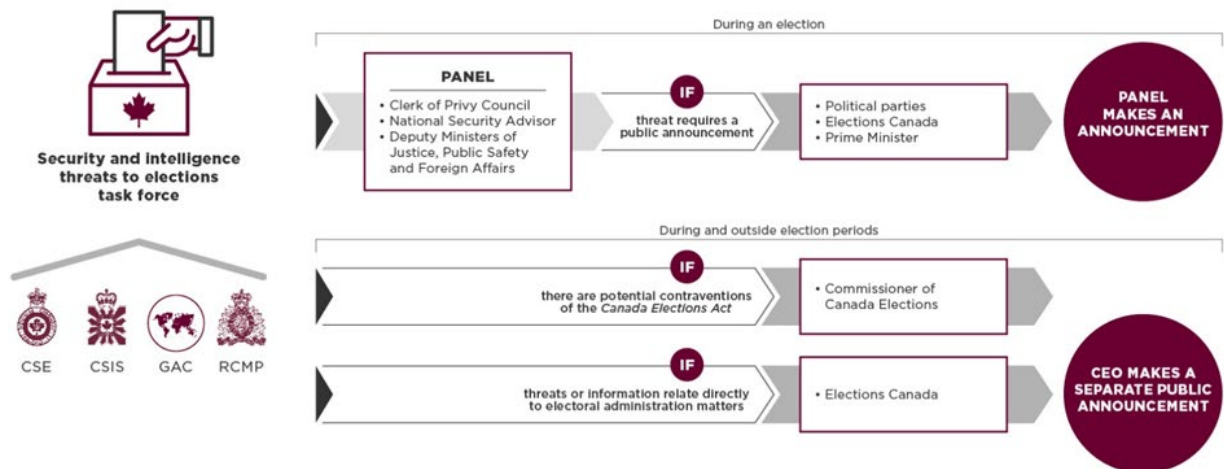 Security and intelligence
threats to elections
task force
CSE
CSIS
GAC
RCMP
During an election
PANEL
• Clerk of Privy Council
• National Security Advisor
• Deputy Ministers of
Justice, Public Safety
and Foreign Affairs
IF
threat requires a
public announcement
• Political parties
• Elections Canada
• Prime Minister
PANEL
MAKES AN
ANNOUNCEMENT
During and outside election periods
IF
there are potential contraventions
of the Canada Elections Act
• Commissioner of
Canada Elections
IF
threats or information relate directly
to electoral administration matters
• Elections Canada
CEO MAKES A
SEPARATE PUBLIC
ANNOUNCEMENT